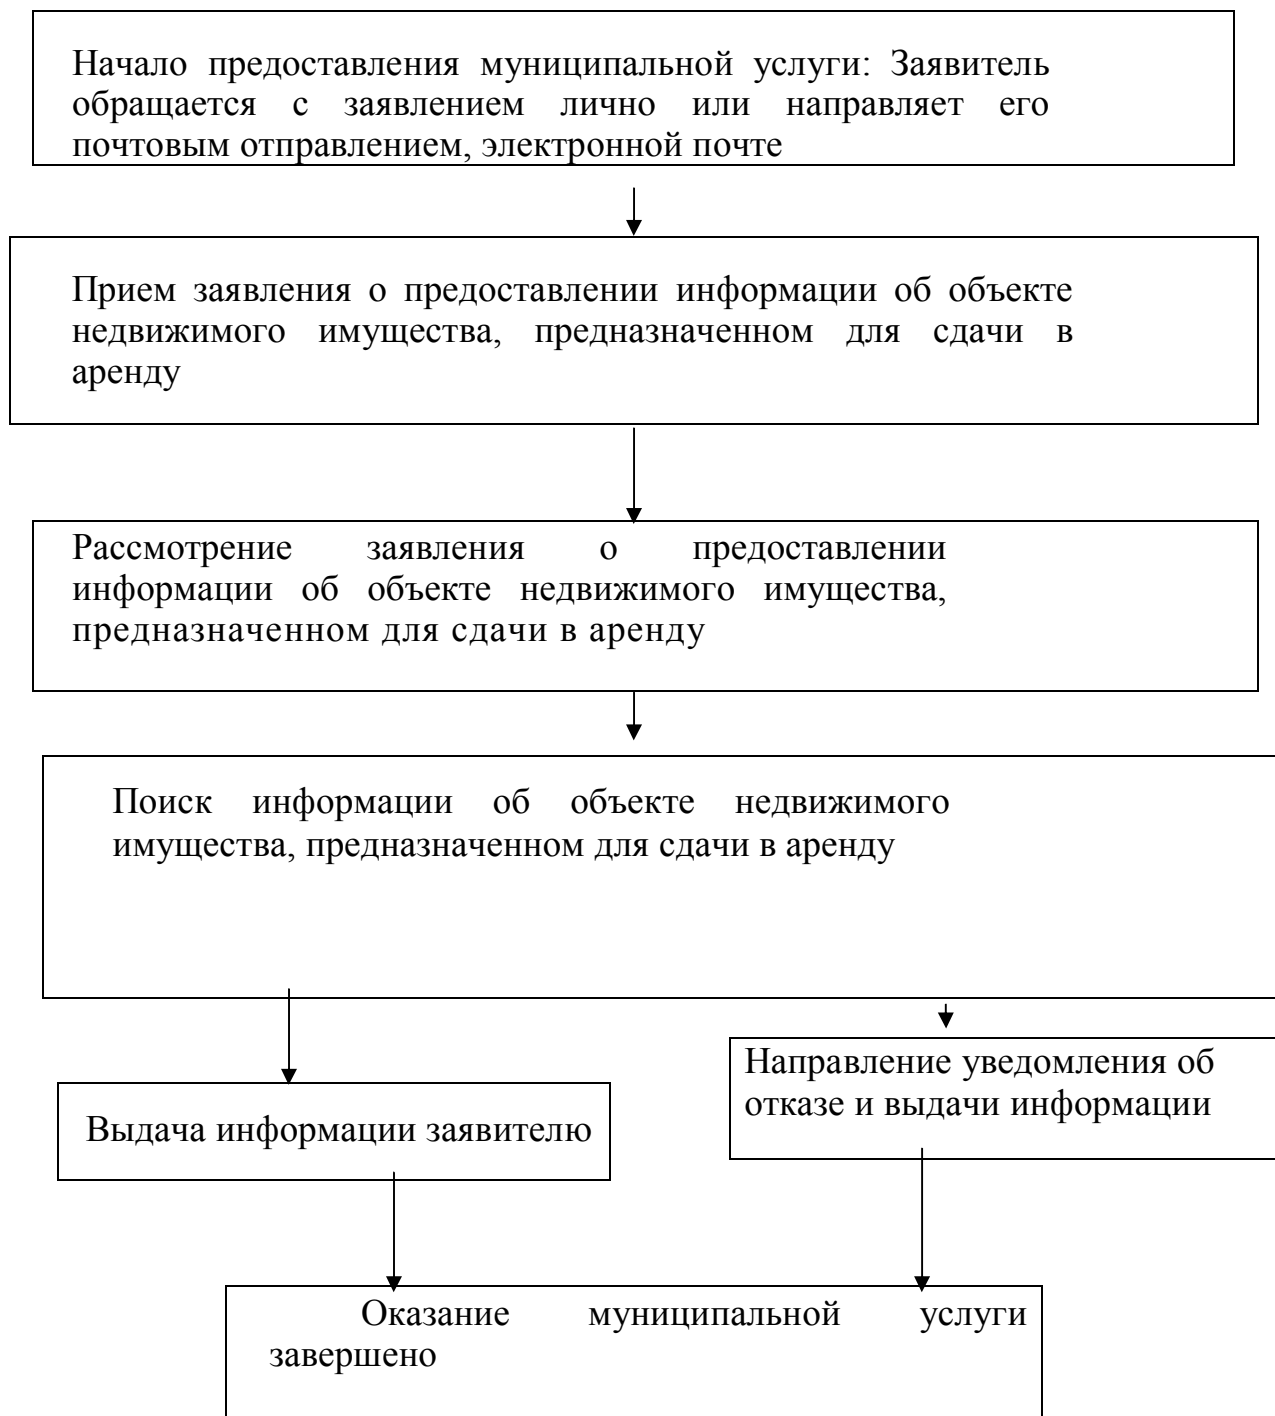 Начало предоставления муниципальной услуги: Заявитель
обращается с заявлением лично или направляет его
почтовым отправлением, электронной почте
Прием заявления о предоставлении информации об объекте
недвижимого имущества, предназначенном для сдачи в
аренду
Рассмотрение заявления о предоставлении
информации об объекте недвижимого имущества,
предназначенном для сдачи в аренду
Поиск информации об объекте недвижимого
имущества, предназначенном для сдачи в аренду
Направление уведомления об
отказе и выдачи информации
Выдача информации заявителю
Оказание муниципальной услуги
завершено